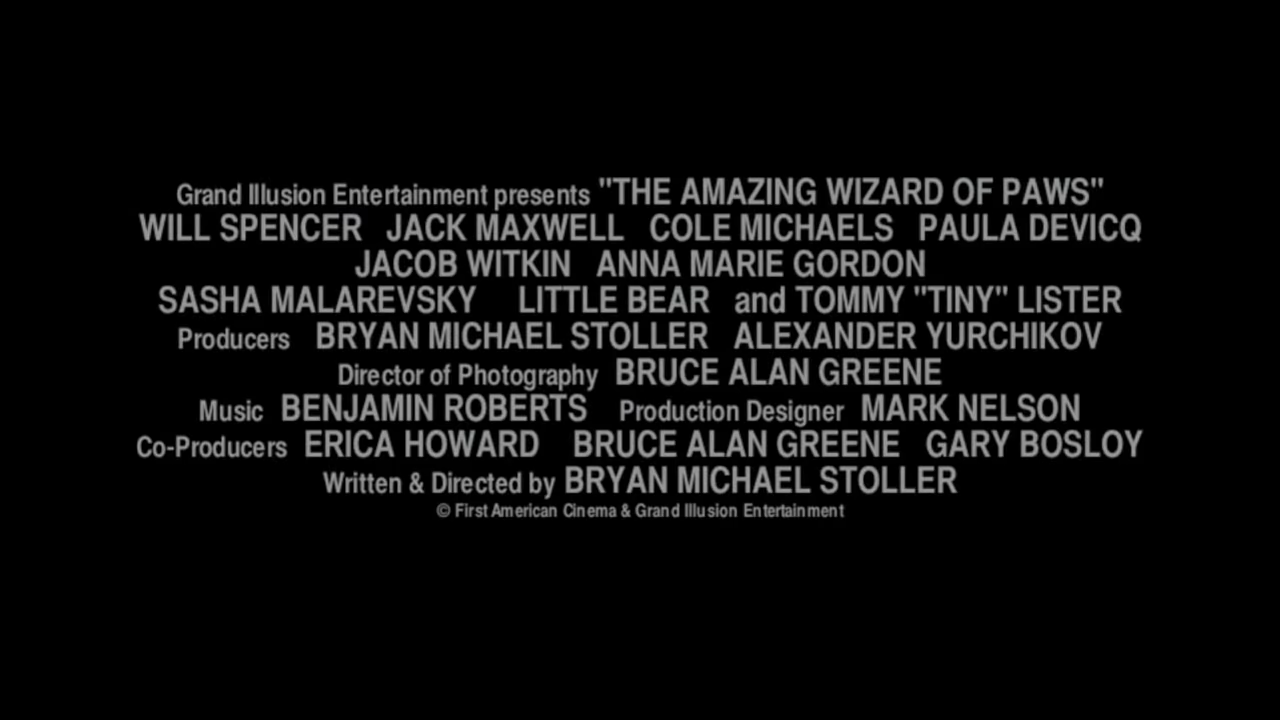 Grand Illusion Entertainment presents "THE AMAZING WIZARD OF PAWS"
WILL SPENCER JACK MAXWELL COLE MICHAELS PAULA DEVICQ
JACOB WITKIN ANNA MARIE GORDON
SASHA MALAREVSKY LITTLE BEAR and TOMMY "TINY" LISTER
Producers BRYAN MICHAEL STOLLER ALEXANDER YURCHIKOV
Director of Photography BRUCE ALAN GREENE
Music BENJAMIN ROBERTS Production Designer MARK NELSON
Co-Producers ERICA HOWARD BRUCE ALAN GREENE GARY BOSLOY
Written & Directed by BRYAN MICHAEL STOLLER
© First American Cinema & Grand Illusion Entertainment